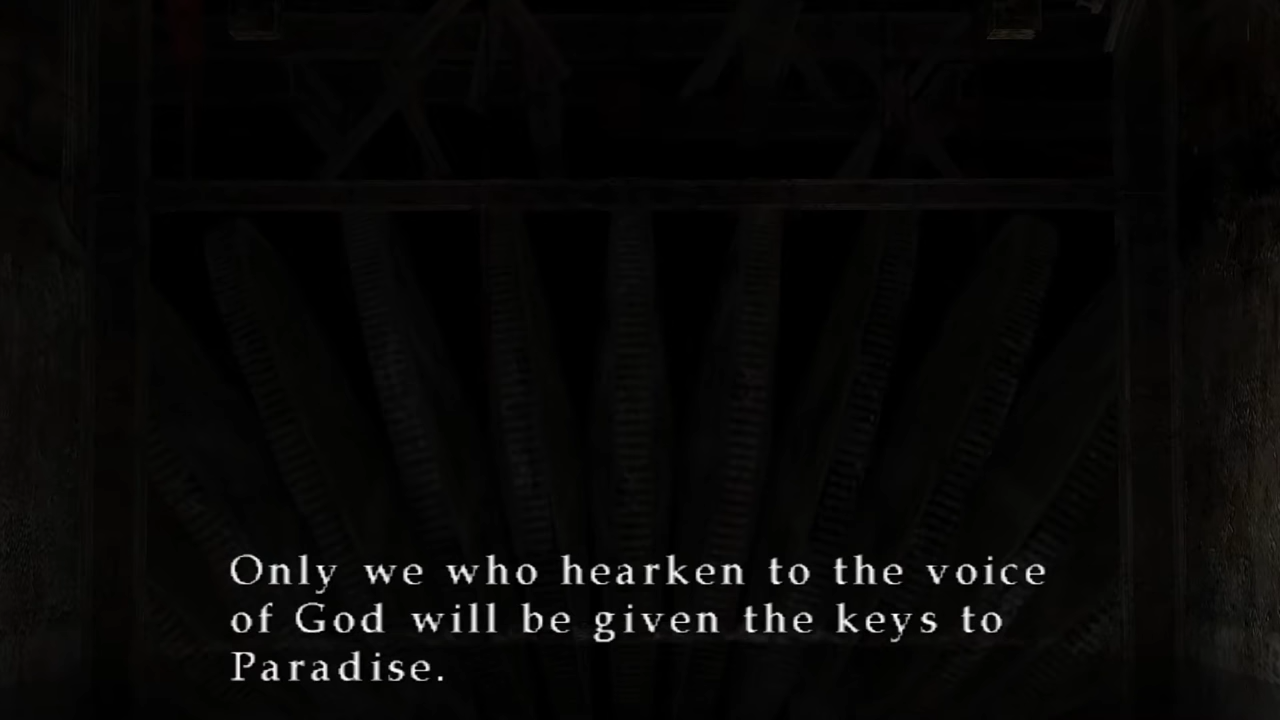 Only we who hearken to the voice
of God will be given the keys to
Paradise.